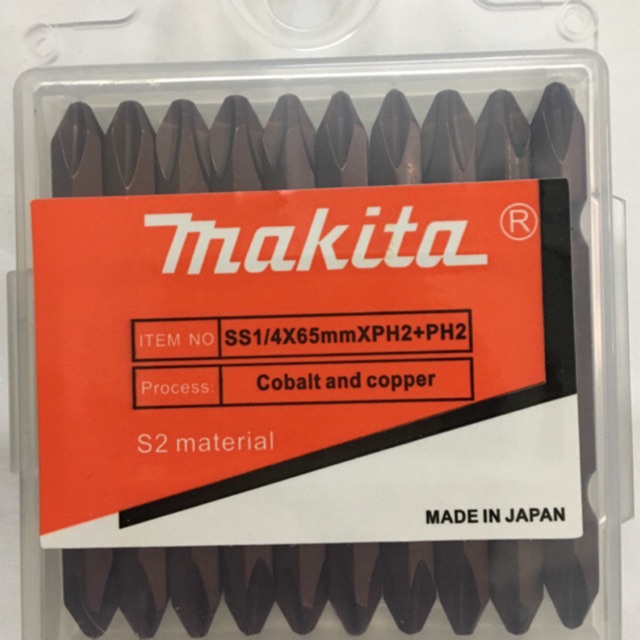 makita ®
ITEM NO SS1/4X65mmXPH2+PH2
Process: Cobalt and copper
S2 material
MADE IN JAPAN